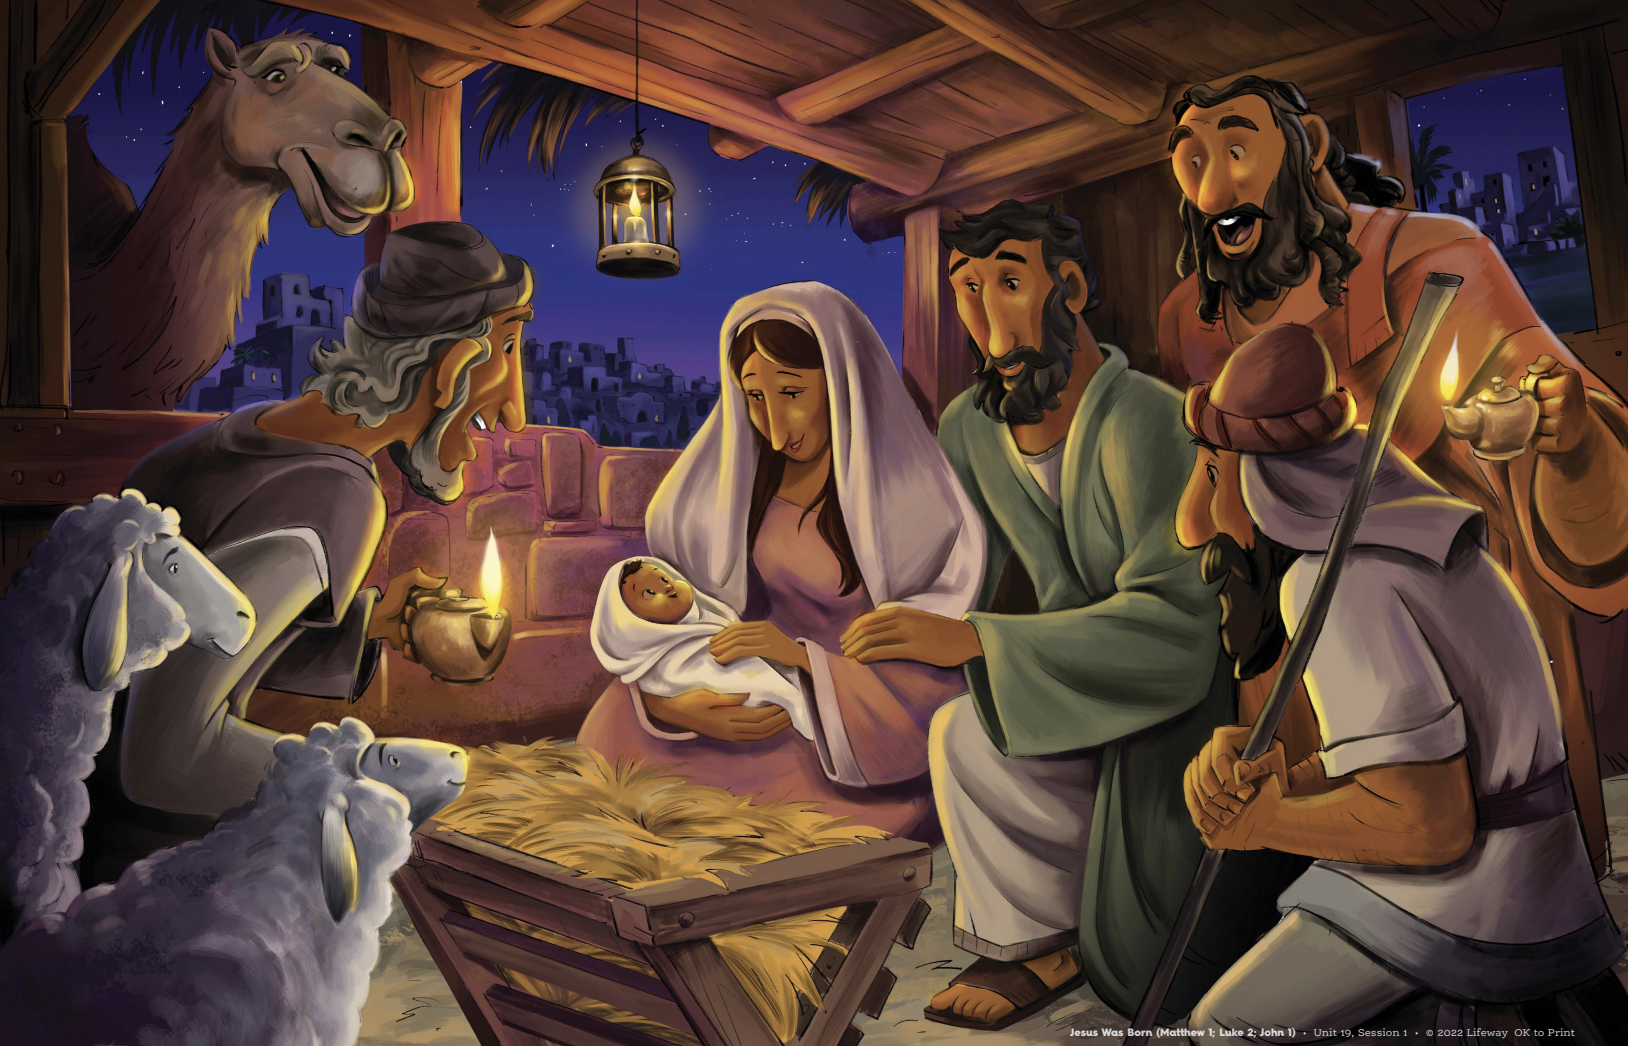 Jesus Was Born (Matthew 1; Luke 2; John 1) • Unit 19, Session 1 • © 2022 Lifeway OK to Print